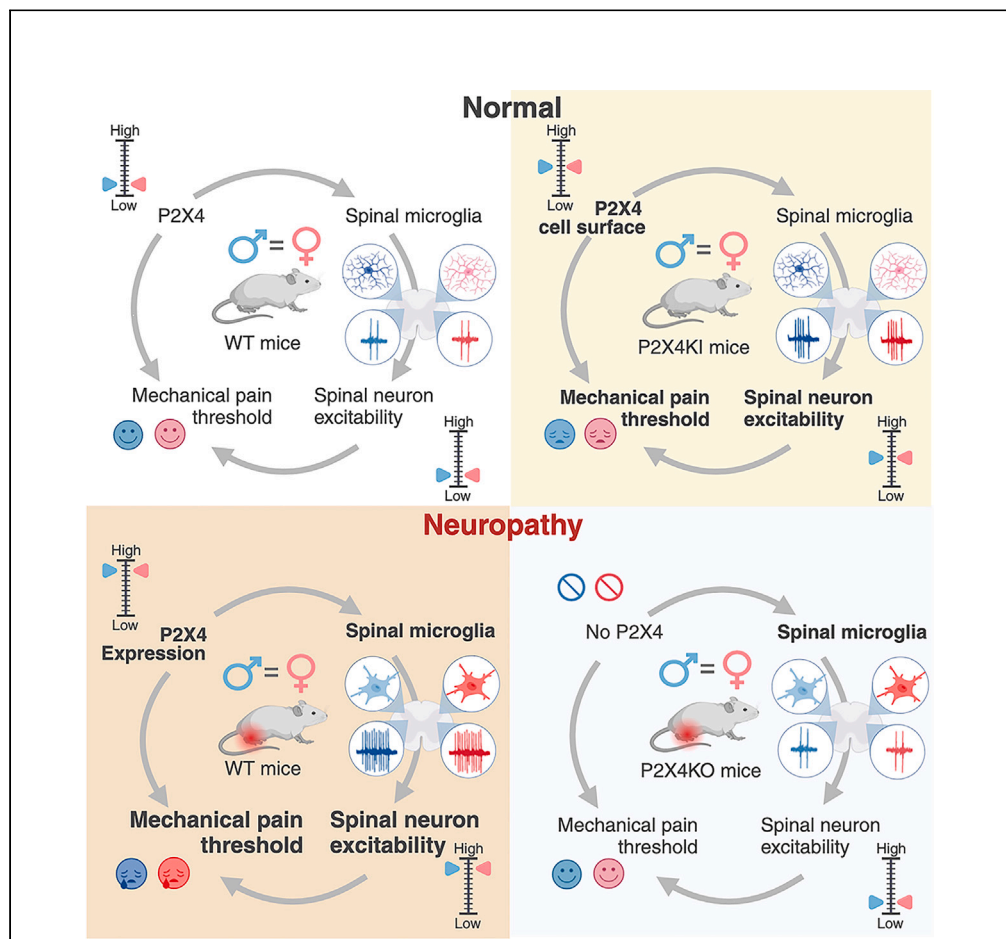 Normal
High
Low
P2X4
Spinal microglia
♂ = ♀
WT mice
Mechanical pain
threshold
Spinal neuron
excitability
High
Low
High
Low
P2X4
cell surface
Spinal microglia
♂ = ♀
P2X4KI mice
Mechanical pain
threshold
Spinal neuron
excitability
High
Low
Neuropathy
High
Low
P2X4
Expression
Spinal microglia
♂ = ♀
WT mice
Mechanical pain
threshold
Spinal neuron
excitability
High
Low
No P2X4
Spinal microglia
♂ = ♀
P2X4KO mice
Mechanical pain
threshold
Spinal neuron
excitability
High
Low